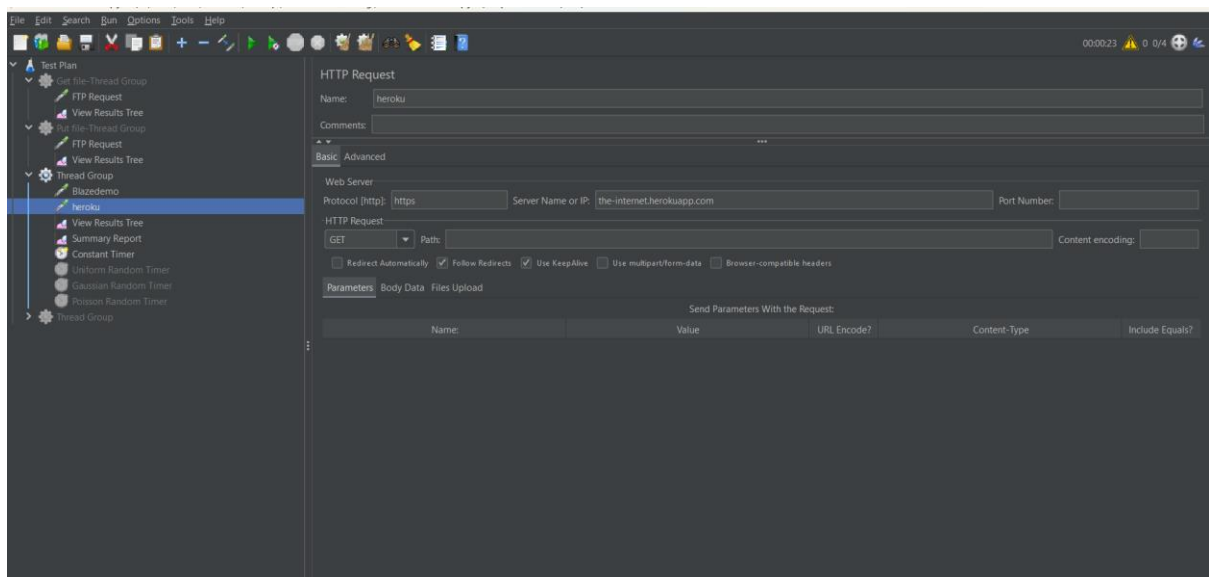 File Edit Search Run Options Tools Help
00:00:23 0 0/4
Test Plan
Get file-Thread Group
FTP Request
View Results Tree
Put file-Thread Group
FTP Request
View Results Tree
Thread Group
Blazedemo
heroku
View Results Tree
Summary Report
Constant Timer
Uniform Random Timer
Gaussian Random Timer
Poisson Random Timer
Thread Group
HTTP Request
Name: heroku
Comments:
Basic Advanced
Web Server
Protocol [http]: https Server Name or IP: the-internet.herokuapp.com Port Number:
HTTP Request
GET Path: Content encoding:
Redirect Automatically Follow Redirects Use KeepAlive Use multipart/form-data Browser-compatible headers
Parameters Body Data Files Upload
Send Parameters With the Request:
Name: Value URL Encode? Content-Type Include Equals?